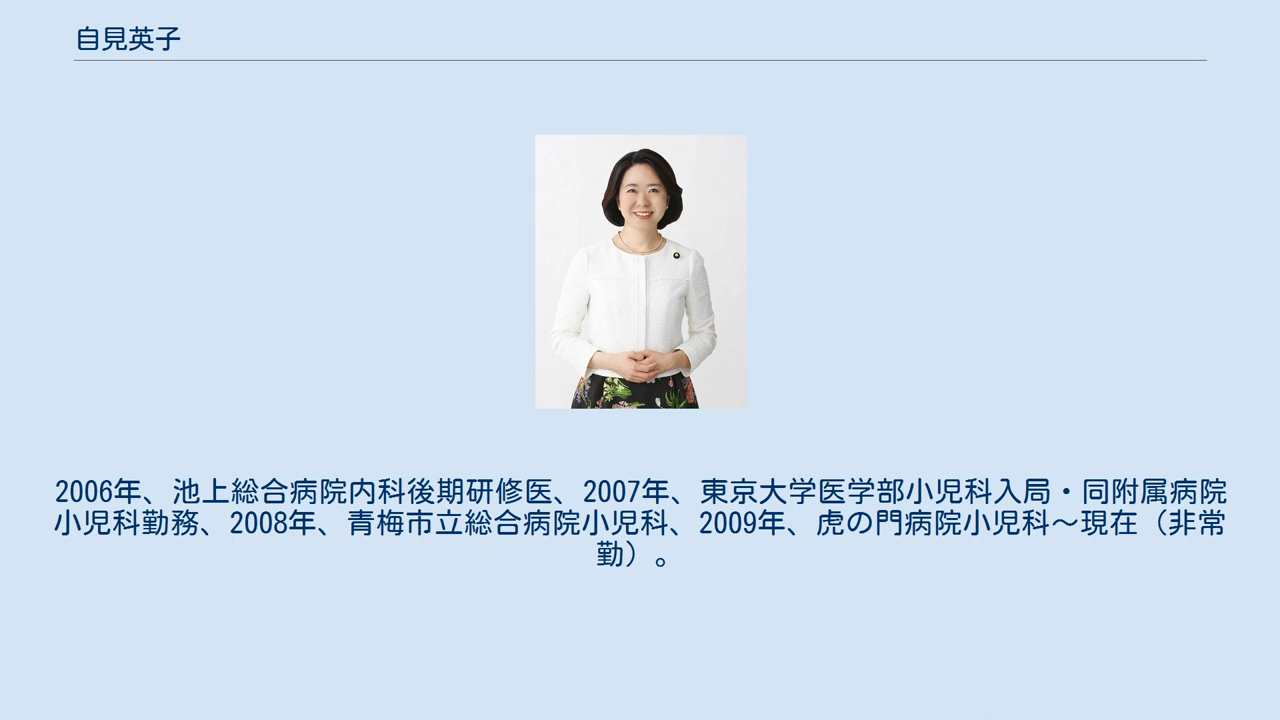 自見英子
2006年、池上総合病院内科後期研修医、2007年、東京大学医学部小児科入局・同附属病院
小児科勤務、2008年、青梅市立総合病院小児科、2009年、虎の門病院小児科〜現在（非常
勤）。